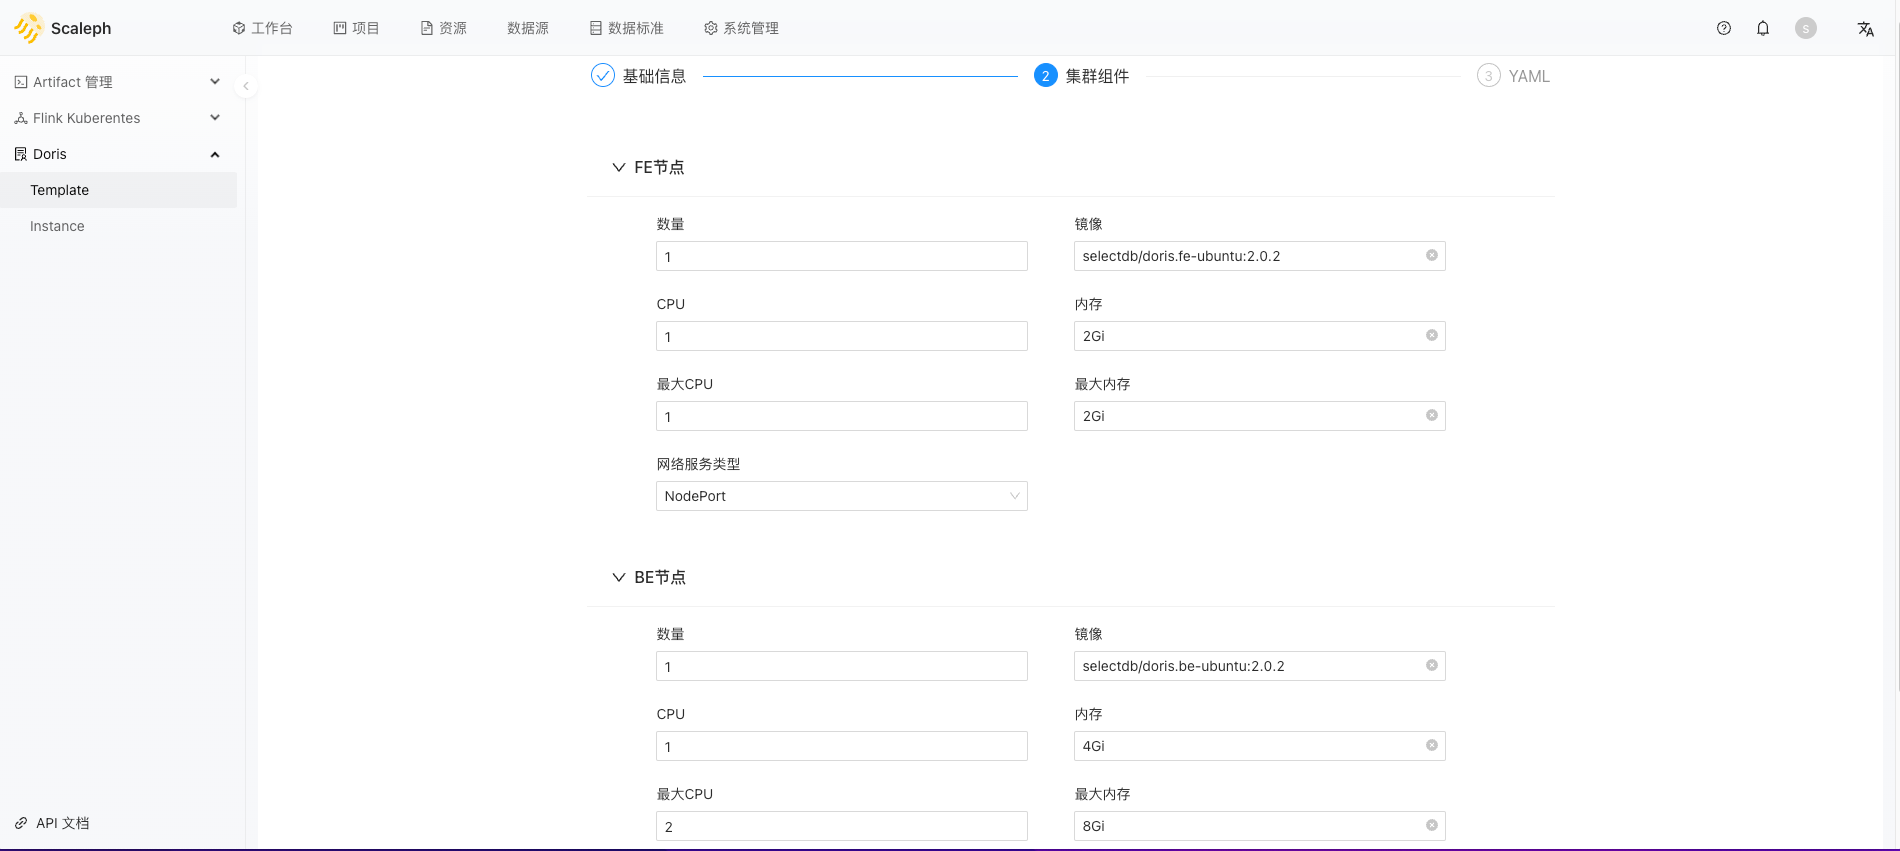 Scaleph
工作台
项目
资源
数据源
数据标准
系统管理
S
Artifact 管理
Flink Kuberentes
Doris
Template
Instance
API 文档
基础信息
2 集群组件
3 YAML
FE节点
数量
镜像
1
selectdb/doris.fe-ubuntu:2.0.2
CPU
内存
1
2Gi
最大CPU
最大内存
1
2Gi
网络服务类型
NodePort
BE节点
数量
镜像
1
selectdb/doris.be-ubuntu:2.0.2
CPU
内存
1
4Gi
最大CPU
最大内存
2
8Gi